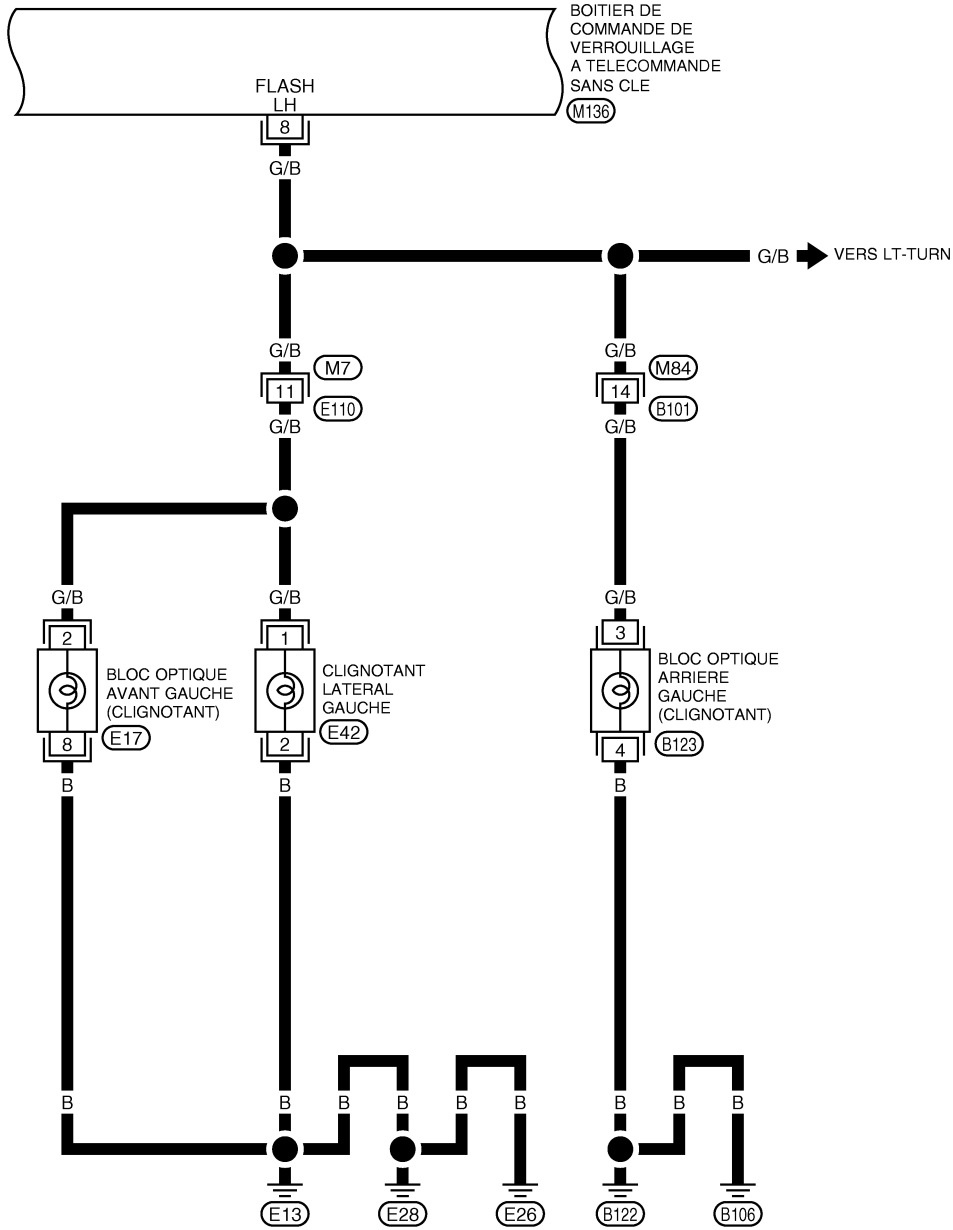 BOITIER DE
COMMANDE DE
VERROUILLAGE
A TELECOMMANDE
SANS CLE
M136
FLASH
LH
8
G/B
G/B
VERS LT-TURN
G/B
M7
11
E110
G/B
G/B
M84
14
B101
G/B
G/B
G/B
G/B
2
BLOC OPTIQUE
AVANT GAUCHE
(CLIGNOTANT)
E17
8
1
CLIGNOTANT
LATERAL
GAUCHE
E42
2
3
BLOC OPTIQUE
ARRIERE
GAUCHE
(CLIGNOTANT)
B123
4
B
B
B
B
B
B
B
B
B
B
B
B
E13
E28
E26
B122
B106